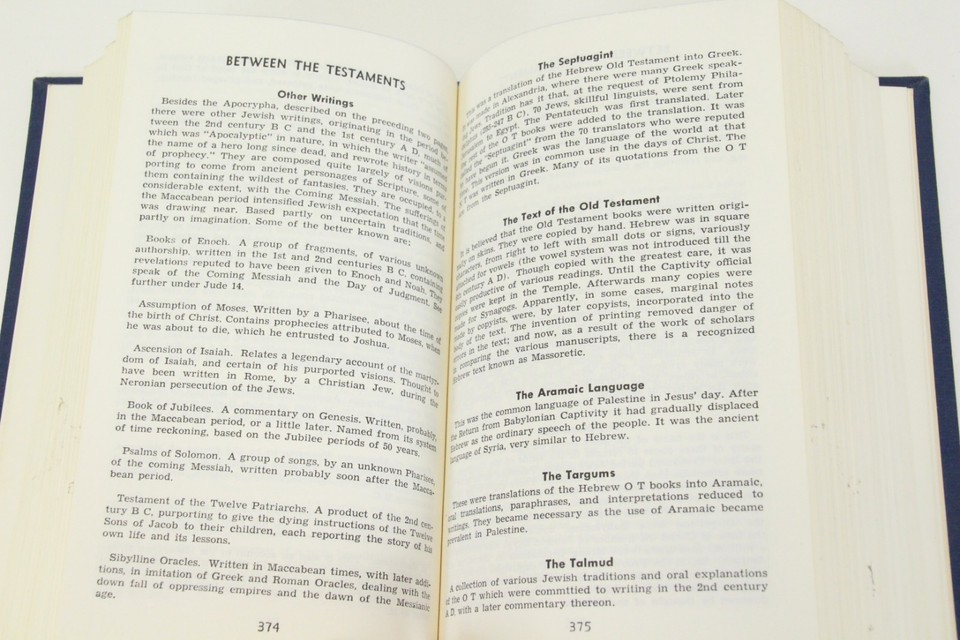 BETWEEN THE TESTAMENTS
Other Writings
Besides the Apocrypha, described on the preceding two pages
there were other Jewish writings, originating in the period be-
tween the 2nd century B C and the 1st century A D, much of
which was "Apocalyptic" in nature, in which the writer "assumed
the name of a hero long since dead, and rewrote history in terms
of prophecy." They are composed quite largely of visions pur-
porting to come from ancient personages of Scripture, some of
them containing the wildest of fantasies. They are occupied, to a
considerable extent, with the Coming Messiah. The sufferings of
the Maccabean period intensified Jewish expectation that the time
was drawing near. Based partly on uncertain traditions, and
partly on imagination. Some of the better known are:
Books of Enoch. A group of fragments, of various unknown
authorship, written in the 1st and 2nd centuries B C, containing
revelations reputed to have been given to Enoch and Noah. They
speak of the Coming Messiah and the Day of Judgment. See
further under Jude 14.
Assumption of Moses. Written by a Pharisee, about the time of
the birth of Christ. Contains prophecies attributed to Moses, when
he was about to die, which he entrusted to Joshua.
Ascension of Isaiah. Relates a legendary account of the martyr-
dom of Isaiah, and certain of his purported visions. Thought to
have been written in Rome, by a Christian Jew, during the
Neronian persecution of the Jews.
Book of Jubilees. A commentary on Genesis. Written, probably,
in the Maccabean period, or a little later. Named from its system
of time reckoning, based on the Jubilee periods of 50 years.
Psalms of Solomon. A group of songs, by an unknown Pharisee,
of the coming Messiah, written probably soon after the Macca-
bean period.
Testament of the Twelve Patriarchs. A product of the 2nd cen-
tury B C, purporting to give the dying instructions of the Twelve
Sons of Jacob to their children, each reporting the story of his
own life and its lessons.
Sibylline Oracles. Written in Maccabean times, with later addi-
tions, in imitation of Greek and Roman Oracles, dealing with the
down fall of oppressing empires and the dawn of the Messianic
age.
374
The Septuagint
This was a translation of the Hebrew Old Testament into Greek.
made in Alexandria, where there were many Greek speak-
Jews. Tradition has it that, at the request of Ptolemy Phila-
(285-247 B C), 70 Jews, skillful linguists, were sent from
to Egypt. The Pentateuch was first translated. Later
rest of the O T books were added to the translation. It was
the "Septuagint" from the 70 translators who were reputed
to have begun it. Greek was the language of the world at that
This version was in common use in the days of Christ. The
T was written in Greek. Many of its quotations from the O T
are from the Septuagint.
The Text of the Old Testament
It is believed that the Old Testament books were written origi-
nally on skins. They were copied by hand. Hebrew was in square
characters, from right to left with small dots or signs, variously
attached for vowels (the vowel system was not introduced till the
6th century A D). Though copied with the greatest care, it was
productive of various readings. Until the Captivity official
copies were kept in the Temple. Afterwards many copies were
made for Synagogs. Apparently, in some cases, marginal notes
made by copyists, were, by later copyists, incorporated into the
body of the text. The invention of printing removed danger of
errors in the text; and now, as a result of the work of scholars
in comparing the various manuscripts, there is a recognized
Hebrew text known as Massoretic.
The Aramaic Language
This was the common language of Palestine in Jesus' day. After
the Return from Babylonian Captivity it had gradually displaced
Hebrew as the ordinary speech of the people. It was the ancient
language of Syria, very similar to Hebrew.
The Targums
These were translations of the Hebrew O T books into Aramaic,
oral translations, paraphrases, and interpretations reduced to
writings. They became necessary as the use of Aramaic became
prevalent in Palestine.
The Talmud
A collection of various Jewish traditions and oral explanations
of the O T which were committied to writing in the 2nd century
A D. with a later commentary thereon.
375